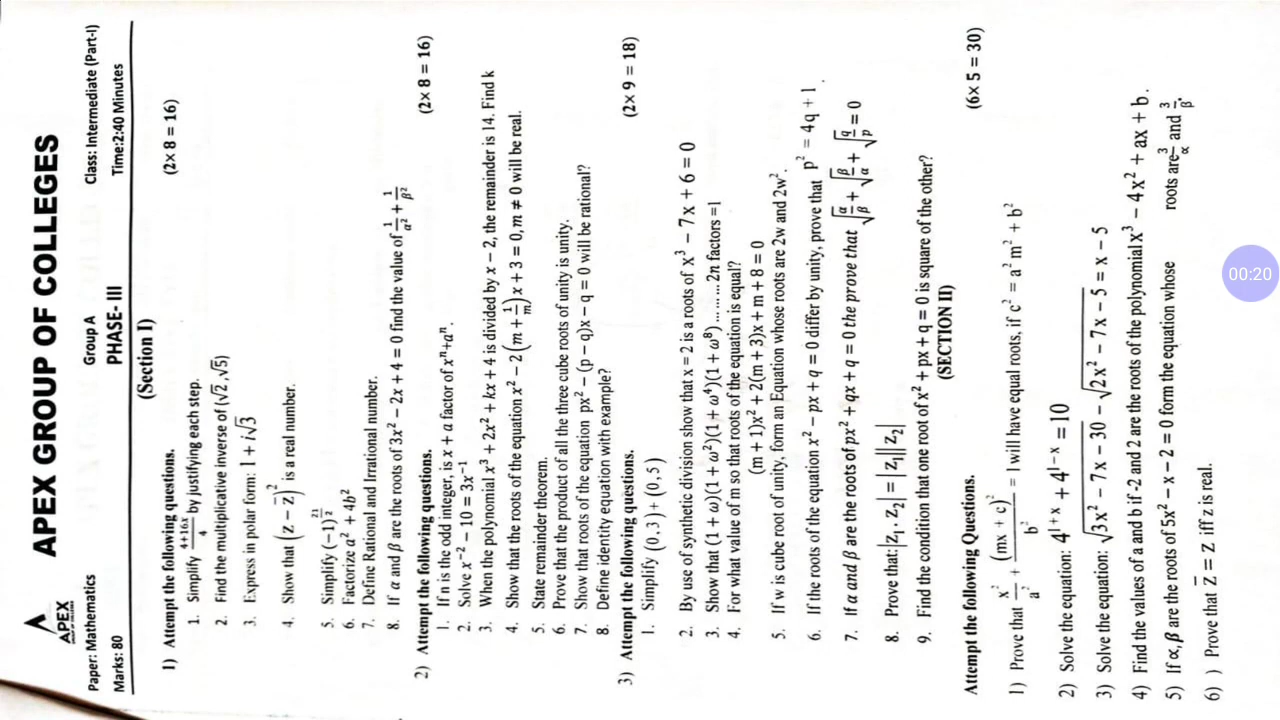 APEX
APEX GROUP OF COLLEGES
Paper: Mathematics Group A Class: Intermediate (Part-I)
Marks: 80 PHASE- III Time:2:40 Minutes
(Section I)
1) Attempt the following questions. (2× 8 = 16)
1. Simplify (4+16x)/4 by justifying each step.
2. Find the multiplicative inverse of (√2, √5)
3. Express in polar form: 1 + i√3
4. Show that (z − z̄)² is a real number.
5. Simplify (−1)^(21/2)
6. Factorize a² + 4b²
7. Define Rational and Irrational number.
8. If α and β are the roots of 3x² − 2x + 4 = 0 find the value of 1/α² + 1/β²
2) Attempt the following questions. (2× 8 = 16)
1. If n is the odd integer, is x + a factor of xⁿ+aⁿ.
2. Solve x⁻² − 10 = 3x⁻¹
3. When the polynomial x³ + 2x² + kx + 4 is divided by x − 2, the remainder is 14. Find k
4. Show that the roots of the equation x² − 2(m + 1/m)x + 3 = 0, m ≠ 0 will be real.
5. State remainder theorem.
6. Prove that the product of all the three cube roots of unity is unity.
7. Show that roots of the equation px² − (p − q)x − q = 0 will be rational?
8. Define identity equation with example?
3) Attempt the following questions. (2× 9 = 18)
1. Simplify (0,3) + (0,5)
2. By use of synthetic division show that x = 2 is a roots of x³ − 7x + 6 = 0
3. Show that (1 + ω)(1 + ω²)(1 + ω⁴)(1 + ω⁸) ... ... ... 2n factors =1
4. For what value of m so that roots of the equation is equal?
(m + 1)x² + 2(m + 3)x + m + 8 = 0
5. If w is cube root of unity, form an Equation whose roots are 2w and 2w².
6. If the roots of the equation x² − px + q = 0 differ by unity, prove that p² = 4q + 1.
7. If α and β are the roots of px² + qx + q = 0 the prove that √(α/β) + √(β/α) + √(q/p) = 0
8. Prove that: |z₁. z₂| = |z₁||z₂|
9. Find the condition that one root of x² + px + q = 0 is square of the other?
(SECTION II)
Attempt the following Questions. (6× 5 = 30)
1) Prove that x²/a² + (mx + c)²/b² = 1 will have equal roots, if c² = a²m² + b²
2) Solve the equation: 4^(1+x) + 4^(1−x) = 10
3) Solve the equation: √(3x² − 7x − 30) − √(2x² − 7x − 5) = x − 5
4) Find the values of a and b if -2 and 2 are the roots of the polynomial x³ − 4x² + ax + b.
5) If α, β are the roots of 5x² − x − 2 = 0 form the equation whose roots are 3/α and 3/β.
6) ) Prove that z̄ = z iff z is real.
00:20